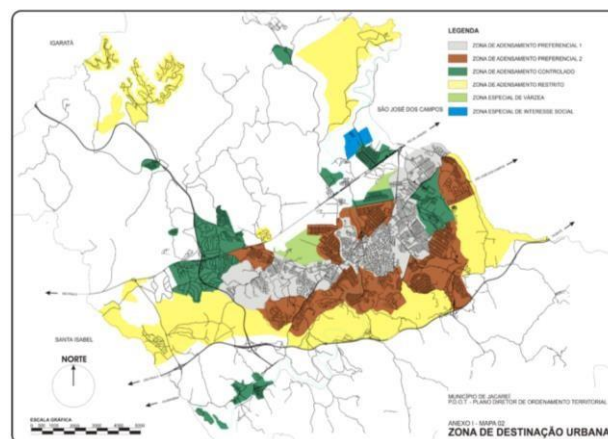 IGARATÁ
LEGENDA
ZONA DE ADENSAMENTO PREFERENCIAL 1
ZONA DE ADENSAMENTO PREFERENCIAL 2
ZONA DE ADENSAMENTO CONTROLADO
ZONA DE ADENSAMENTO RESTRITO
ZONA ESPECIAL DE VÁRZEA
ZONA ESPECIAL DE INTERESSE SOCIAL
SÃO JOSÉ DOS CAMPOS
SANTA ISABEL
NORTE
ESCALA GRÁFICA
MUNICÍPIO DE JACAREÍ
P.D.O.T. - PLANO DIRETOR DE ORDENAMENTO TERRITORIAL
ANEXO I - MAPA 02
ZONA DE DESTINAÇÃO URBANA